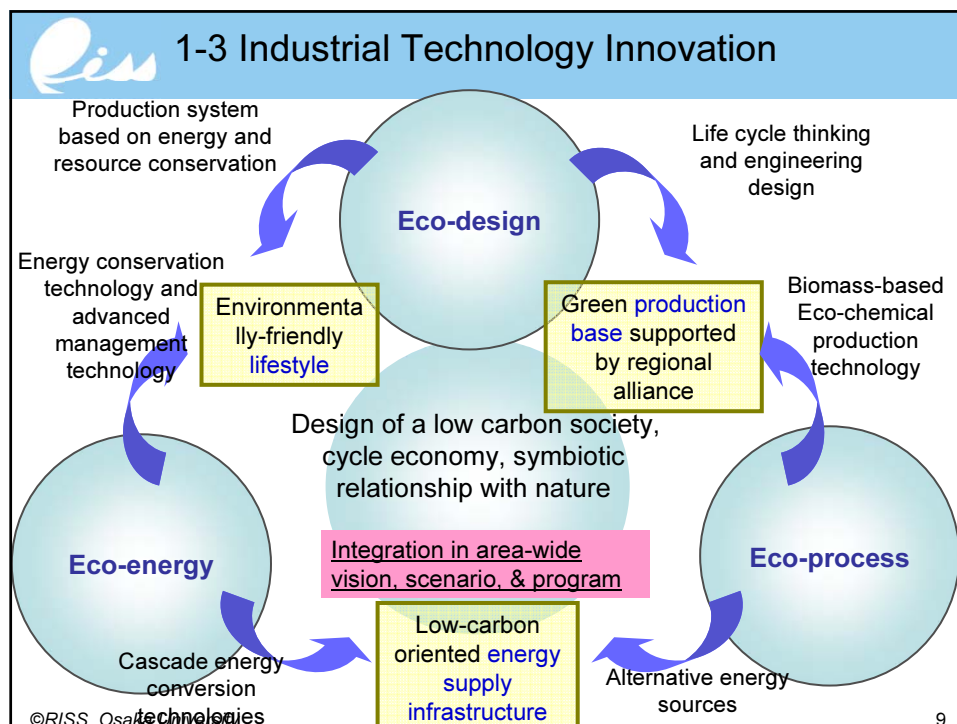 Riss
1-3 Industrial Technology Innovation
Production system
based on energy and
resource conservation
Life cycle thinking
and engineering
design
Eco-design
Energy conservation
technology and
advanced
management
technology
Environmenta
lly-friendly
lifestyle
Green production
base supported
by regional
alliance
Biomass-based
Eco-chemical
production
technology
Design of a low carbon society,
cycle economy, symbiotic
relationship with nature
Eco-energy
Integration in area-wide
vision, scenario, & program
Eco-process
Low-carbon
oriented energy
supply
infrastructure
Cascade energy
conversion
technologies
Alternative energy
sources
©RISS, Osaka University
9